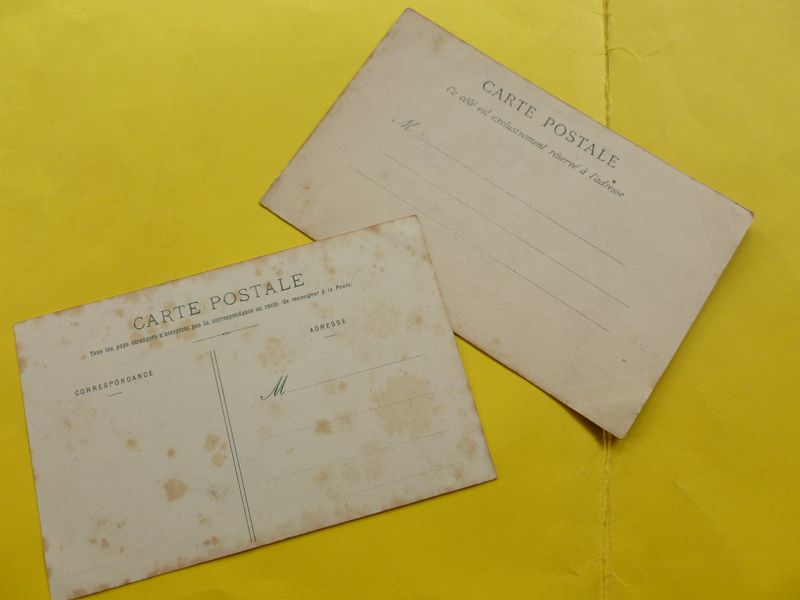 CARTE POSTALE
Ce côté est exclusivement réservé à l'adresse
M
CARTE POSTALE
Tous les pays étrangers n'acceptent pas la correspondance au recto (Se renseigner à la Poste)
CORRESPONDANCE
ADRESSE
M